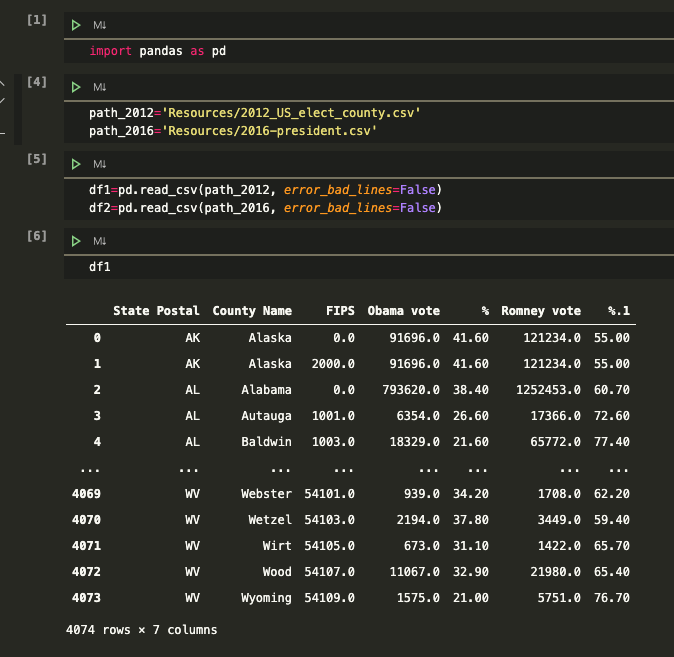 [1]
M↓
import pandas as pd
[4]
M↓
path_2012='Resources/2012_US_elect_county.csv'
path_2016='Resources/2016-president.csv'
[5]
M↓
df1=pd.read_csv(path_2012, error_bad_lines=False)
df2=pd.read_csv(path_2016, error_bad_lines=False)
[6]
M↓
df1
State Postal County Name FIPS Obama vote % Romney vote %.1
0 AK Alaska 0.0 91696.0 41.60 121234.0 55.00
1 AK Alaska 2000.0 91696.0 41.60 121234.0 55.00
2 AL Alabama 0.0 793620.0 38.40 1252453.0 60.70
3 AL Autauga 1001.0 6354.0 26.60 17366.0 72.60
4 AL Baldwin 1003.0 18329.0 21.60 65772.0 77.40
... ... ... ... ... ... ... ...
4069 WV Webster 54101.0 939.0 34.20 1708.0 62.20
4070 WV Wetzel 54103.0 2194.0 37.80 3449.0 59.40
4071 WV Wirt 54105.0 673.0 31.10 1422.0 65.70
4072 WV Wood 54107.0 11067.0 32.90 21980.0 65.40
4073 WV Wyoming 54109.0 1575.0 21.00 5751.0 76.70
4074 rows × 7 columns